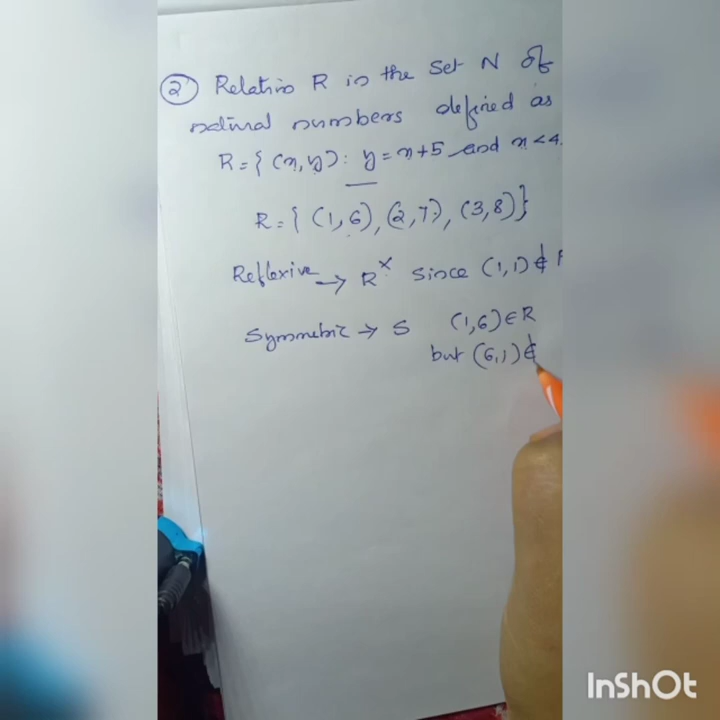 ② Relation R in the set N of
natural numbers defined as
R = { (x, y) : y = x+5 and x < 4.
R = { (1, 6), (2, 7), (3, 8) }
Reflexive → R × since (1, 1) ∉ R
Symmetric → S (1, 6) ∈ R
but (6, 1) ∉
InShOt